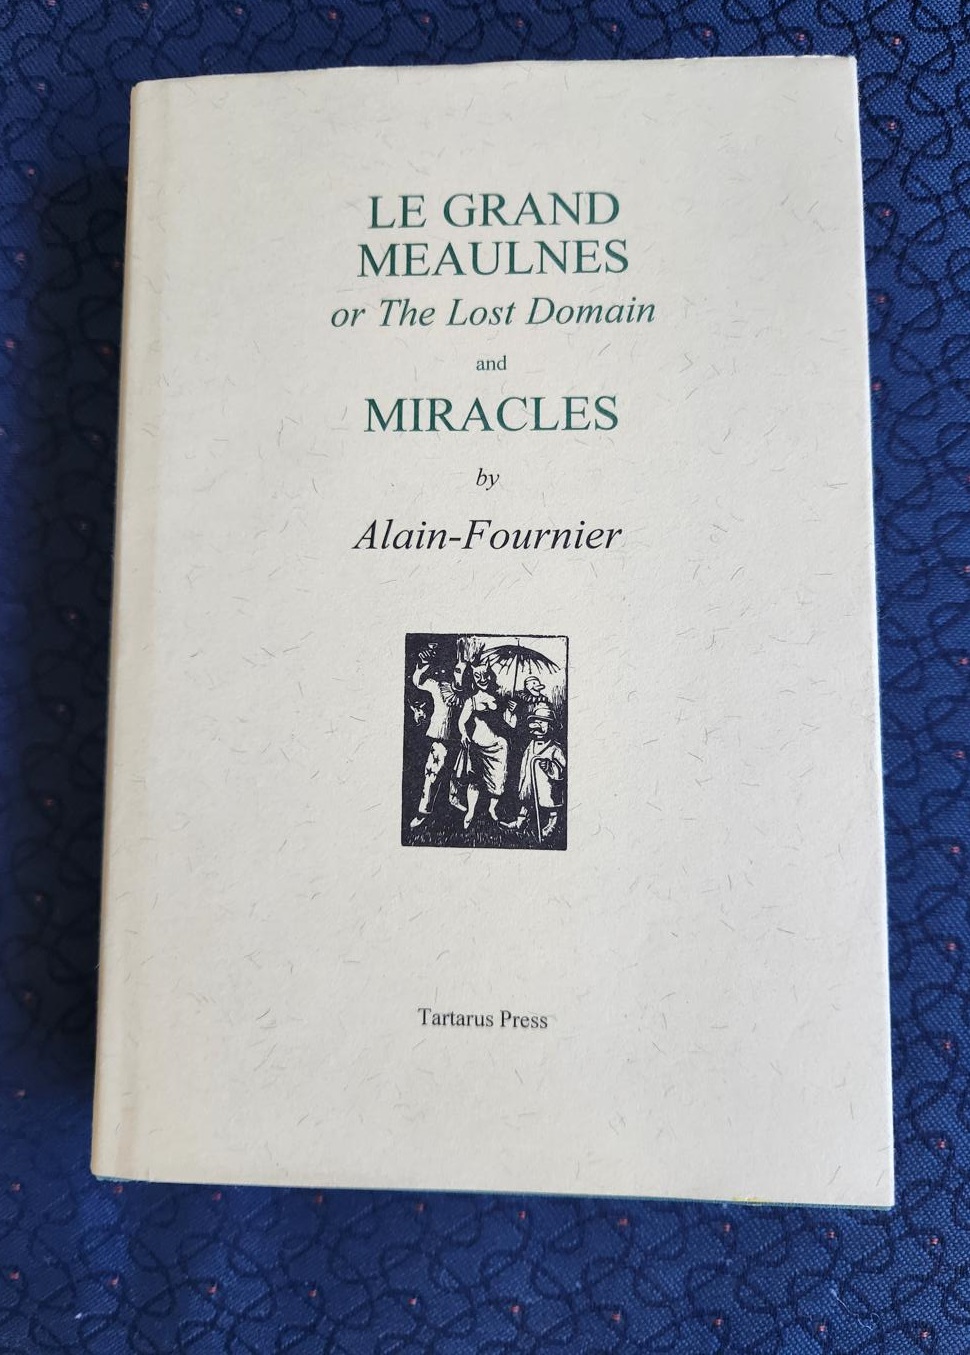 LE GRAND
MEAULNES
or The Lost Domain
and
MIRACLES
by
Alain-Fournier
Tartarus Press